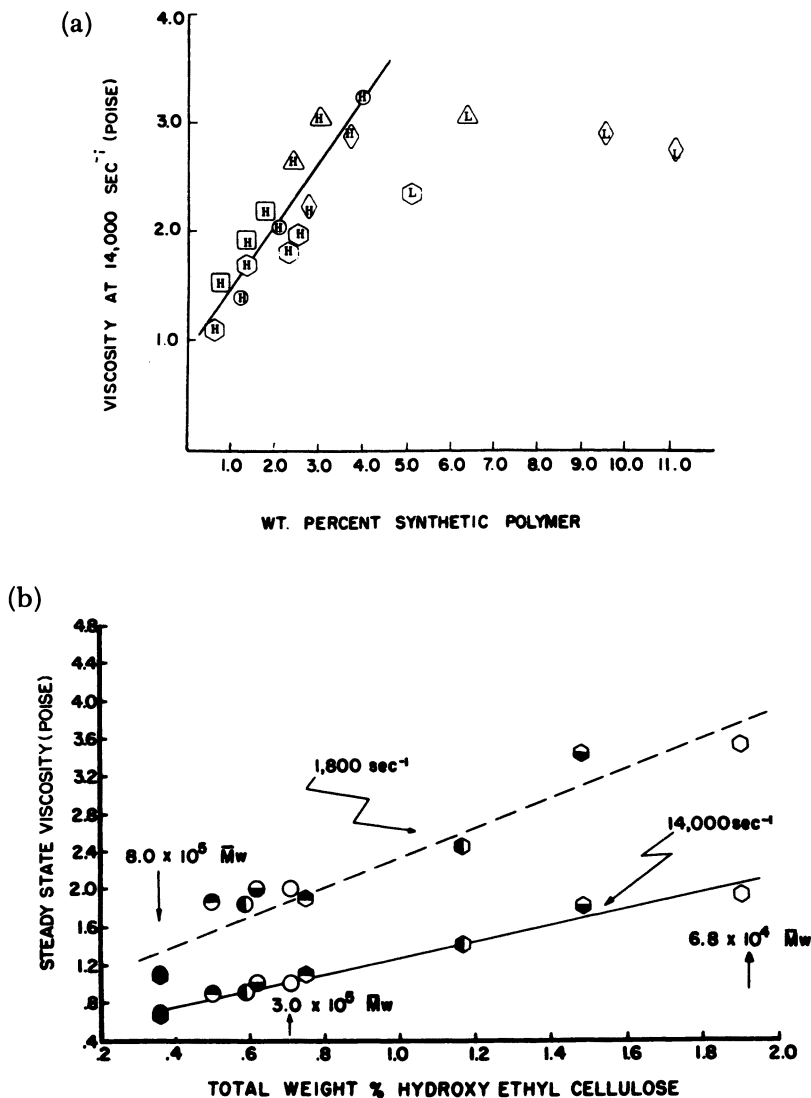 (a)
4.0
3.0
2.0
1.0
VISCOSITY AT 14,000 SEC⁻ⁱ (POISE)
H
H
H
H
H
H
H
H
H
H
H
H
H
H
L
L
L
L
1.0 2.0 3.0 4.0 5.0 6.0 7.0 8.0 9.0 10.0 11.0
WT. PERCENT SYNTHETIC POLYMER
(b)
4.8
4.4
4.0
3.6
3.2
2.8
2.4
2.0
1.6
1.2
.8
.4
STEADY STATE VISCOSITY (POISE)
1,800 sec⁻¹
14,000 sec⁻¹
8.0 x 10⁵ M̄w
3.0 x 10⁵ M̄w
6.8 x 10⁴ M̄w
.2 .4 .6 .8 1.0 1.2 1.4 1.6 1.8 2.0
TOTAL WEIGHT % HYDROXY ETHYL CELLULOSE